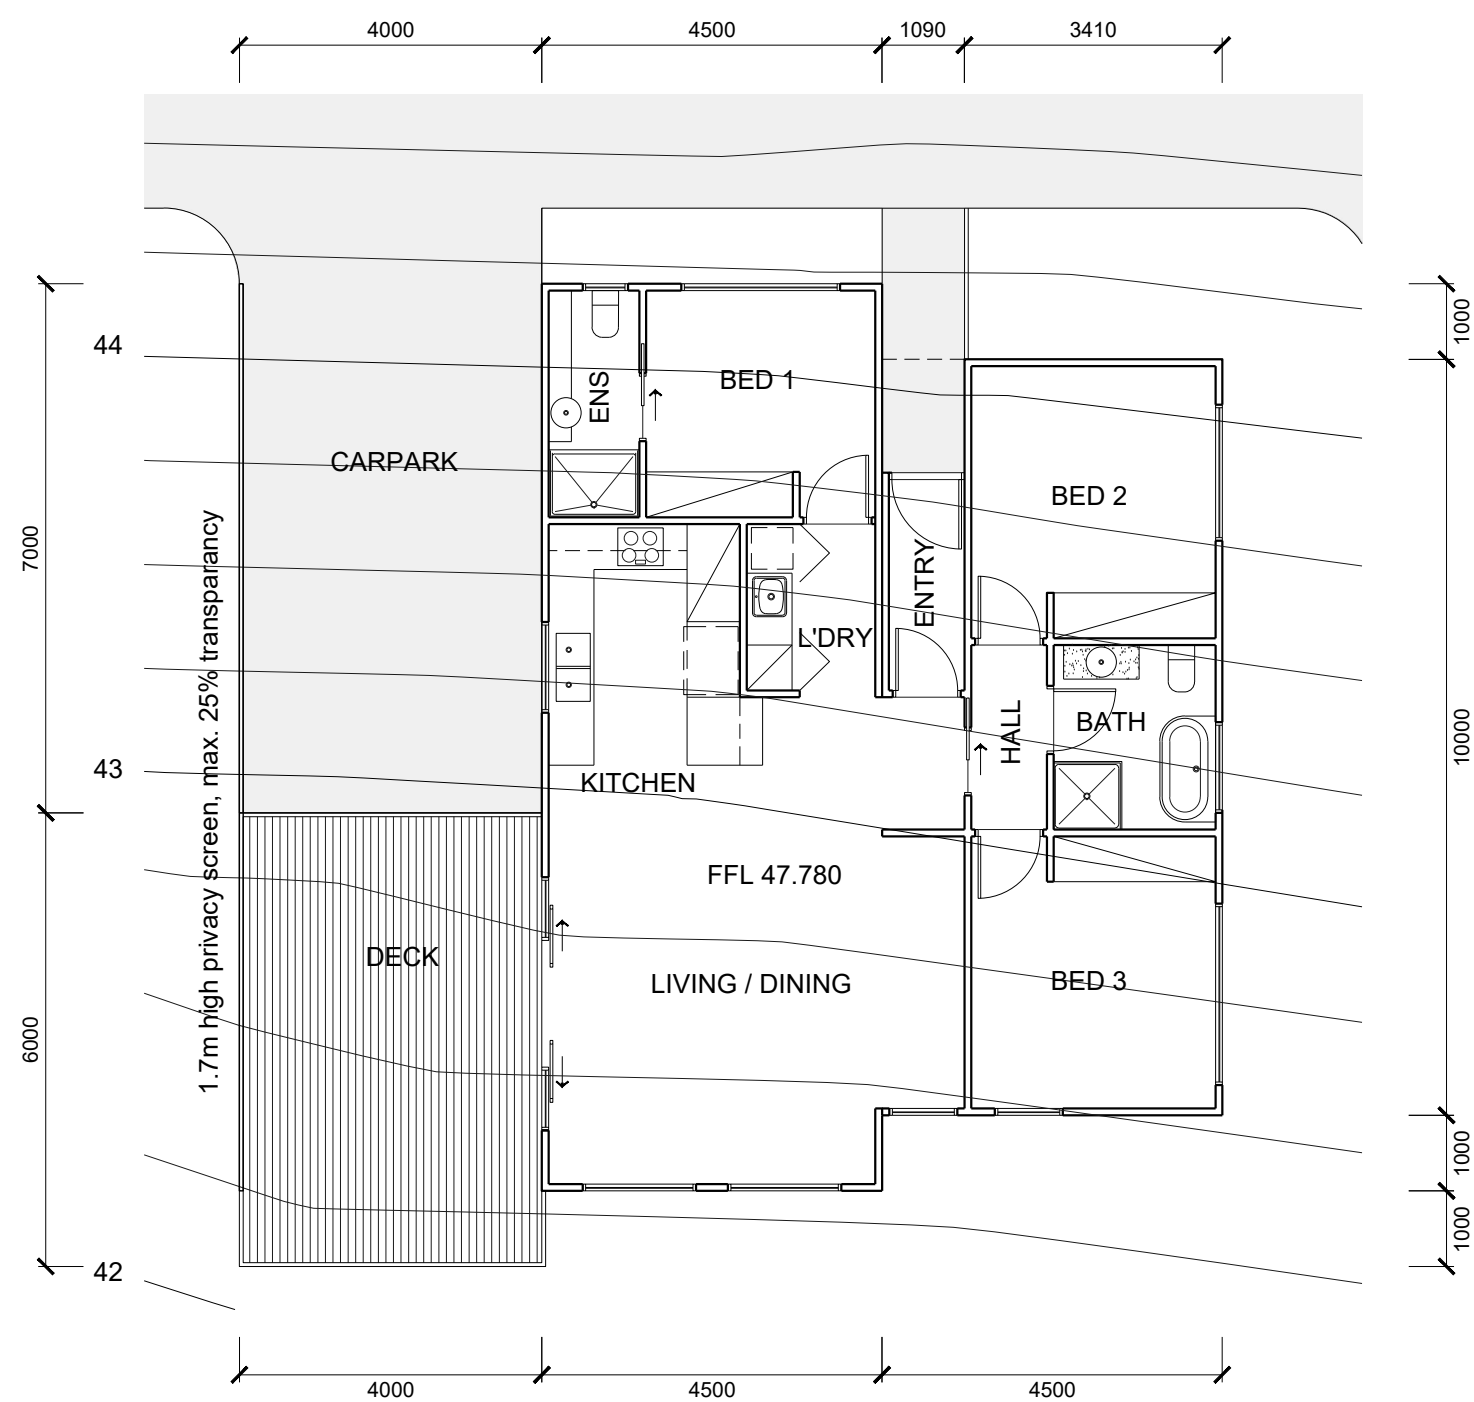 4000
4500
1090
3410
1000
44
BED 1
ENS
CARPARK
BED 2
7000
1.7m high privacy screen, max. 25% transparancy
ENTRY
L'DRY
HALL
BATH
10000
43
KITCHEN
FFL 47.780
DECK
LIVING / DINING
BED 3
6000
1000
1000
42
4000
4500
4500